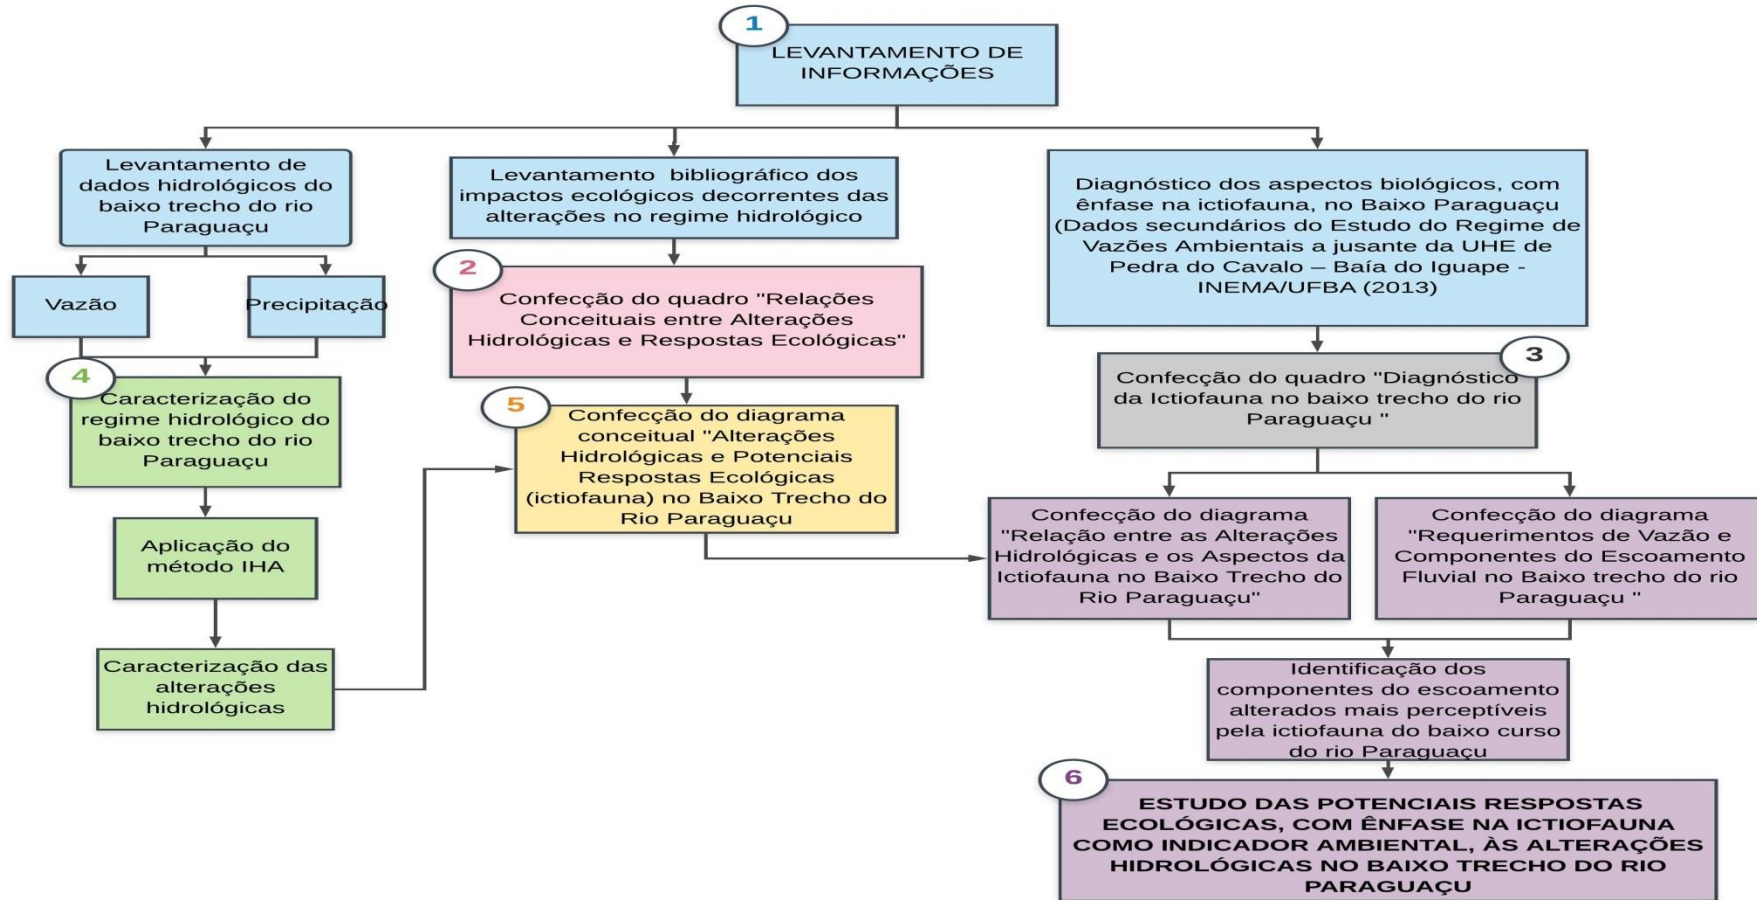 1
LEVANTAMENTO DE
INFORMAÇÕES
Levantamento de
dados hidrológicos do
baixo trecho do rio
Paraguaçu
Levantamento  bibliográfico dos
impactos ecológicos decorrentes das
alterações no regime hidrológico
Diagnóstico dos aspectos biológicos, com
ênfase na ictiofauna, no Baixo Paraguaçu
(Dados secundários do Estudo do Regime de
Vazões Ambientais a jusante da UHE de
Pedra do Cavalo – Baía do Iguape -
INEMA/UFBA (2013)
Vazão
Precipitação
2
Confecção do quadro "Relações
Conceituais entre Alterações
Hidrológicas e Respostas Ecológicas"
3
Confecção do quadro "Diagnóstico
da Ictiofauna no baixo trecho do rio
Paraguaçu "
4
Caracterização do
regime hidrológico do
baixo trecho do rio
Paraguaçu
5
Confecção do diagrama
conceitual "Alterações
Hidrológicas e Potenciais
Respostas Ecológicas
(ictiofauna) no Baixo Trecho do
Rio Paraguaçu
Aplicação do
método IHA
Caracterização das
alterações
hidrológicas
Confecção do diagrama
"Relação entre as Alterações
Hidrológicas e os Aspectos da
Ictiofauna no Baixo Trecho do
Rio Paraguaçu"
Confecção do diagrama
"Requerimentos de Vazão e
Componentes do Escoamento
Fluvial no Baixo trecho do rio
Paraguaçu "
Identificação dos
componentes do escoamento
alterados mais perceptíveis
pela ictiofauna do baixo curso
do rio Paraguaçu
6
ESTUDO DAS POTENCIAIS RESPOSTAS
ECOLÓGICAS, COM ÊNFASE NA ICTIOFAUNA
COMO INDICADOR AMBIENTAL, ÀS ALTERAÇÕES
HIDROLÓGICAS NO BAIXO TRECHO DO RIO
PARAGUAÇU